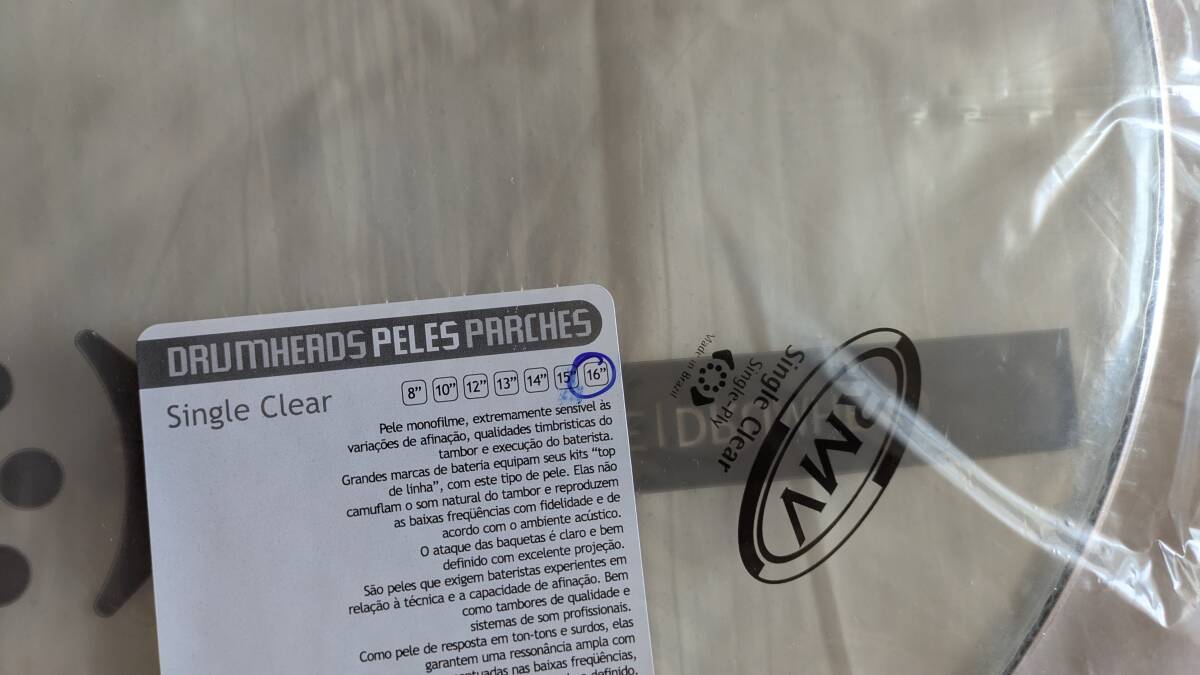 DRUMHEADS PELES PARCHES
8" 10" 12" 13" 14" 15" 16"
Single Clear
Pele monofilme, extremamente sensível às
variações de afinação, qualidades timbristicas do
tambor e execução do baterista.
Grandes marcas de bateria equipam seus kits “top
de linha”, com este tipo de pele. Elas não
camuflam o som natural do tambor e reproduzem
as baixas freqüências com fidelidade e de
acordo com o ambiente acústico.
O ataque das baquetas é claro e bem
definido com excelente projeção.
São peles que exigem bateristas experientes em
relação à técnica e a capacidade de afinação. Bem
como tambores de qualidade e
sistemas de som profissionais.
Como pele de resposta em ton-tons e surdos, elas
garantem uma ressonância ampla com
nas baixas freqüências,
definido,
RMV
Single Clear
Single-Ply
Made in Brazil